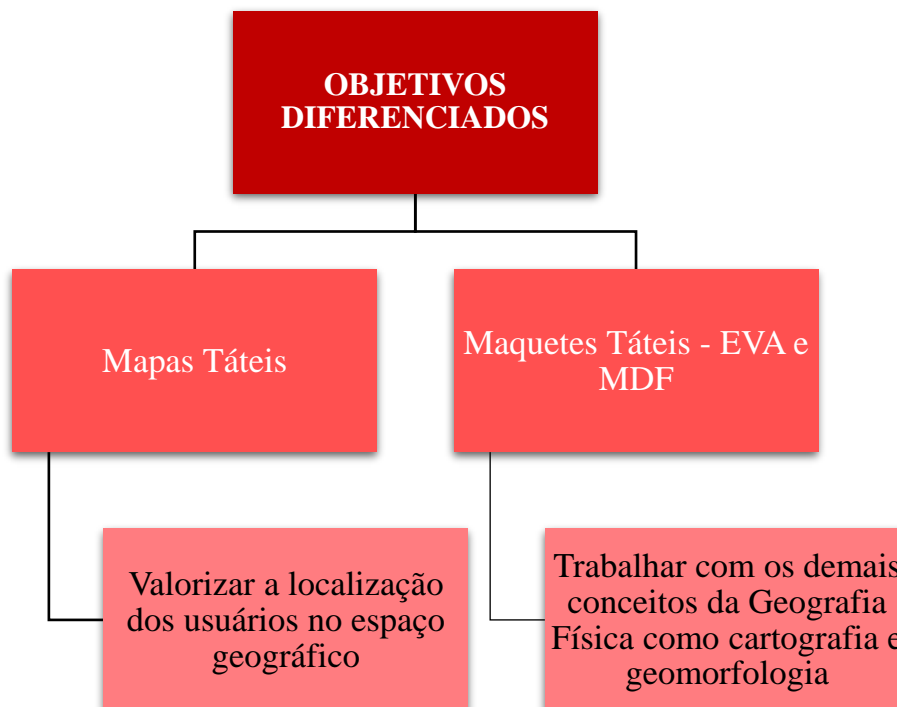 OBJETIVOS
DIFERENCIADOS
Mapas Táteis
Maquetes Táteis - EVA e
MDF
Valorizar a localização
dos usuários no espaço
geográfico
Trabalhar com os demais
conceitos da Geografia
Física como cartografia e
geomorfologia